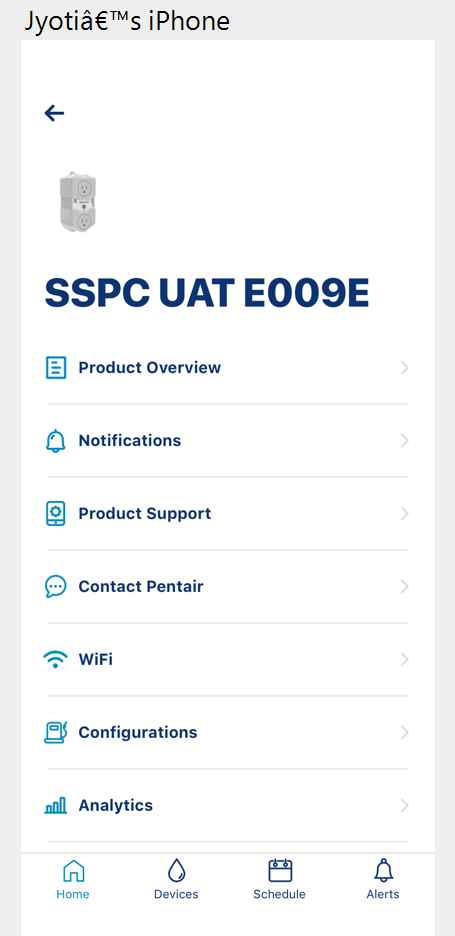 Jyotiâ€™s iPhone
SSPC UAT E009E
Product Overview
Notifications
Product Support
Contact Pentair
WiFi
Configurations
Analytics
Home Devices Schedule Alerts